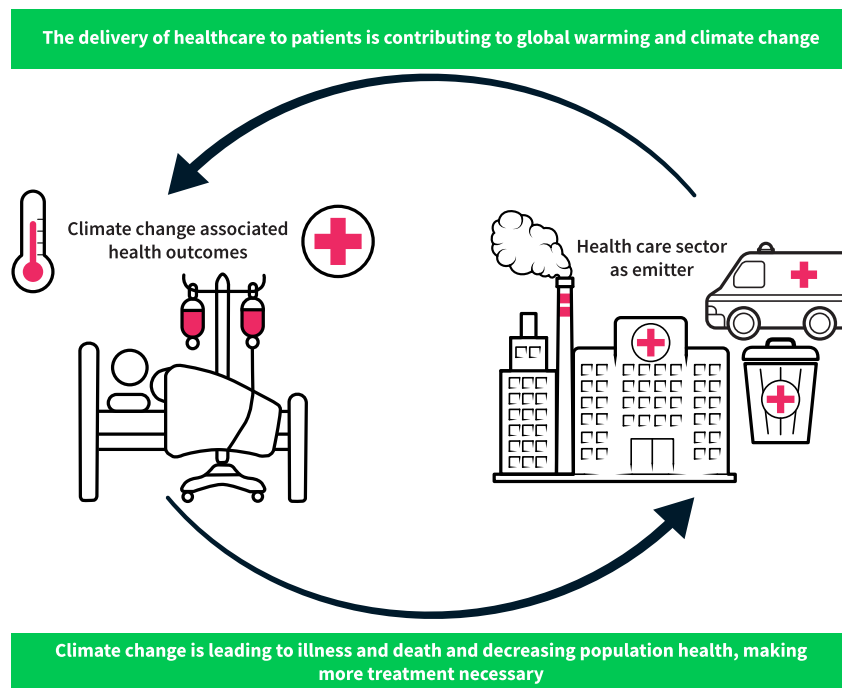 The delivery of healthcare to patients is contributing to global warming and climate change
Climate change associated
health outcomes
Health care sector
as emitter
Climate change is leading to illness and death and decreasing population health, making
more treatment necessary